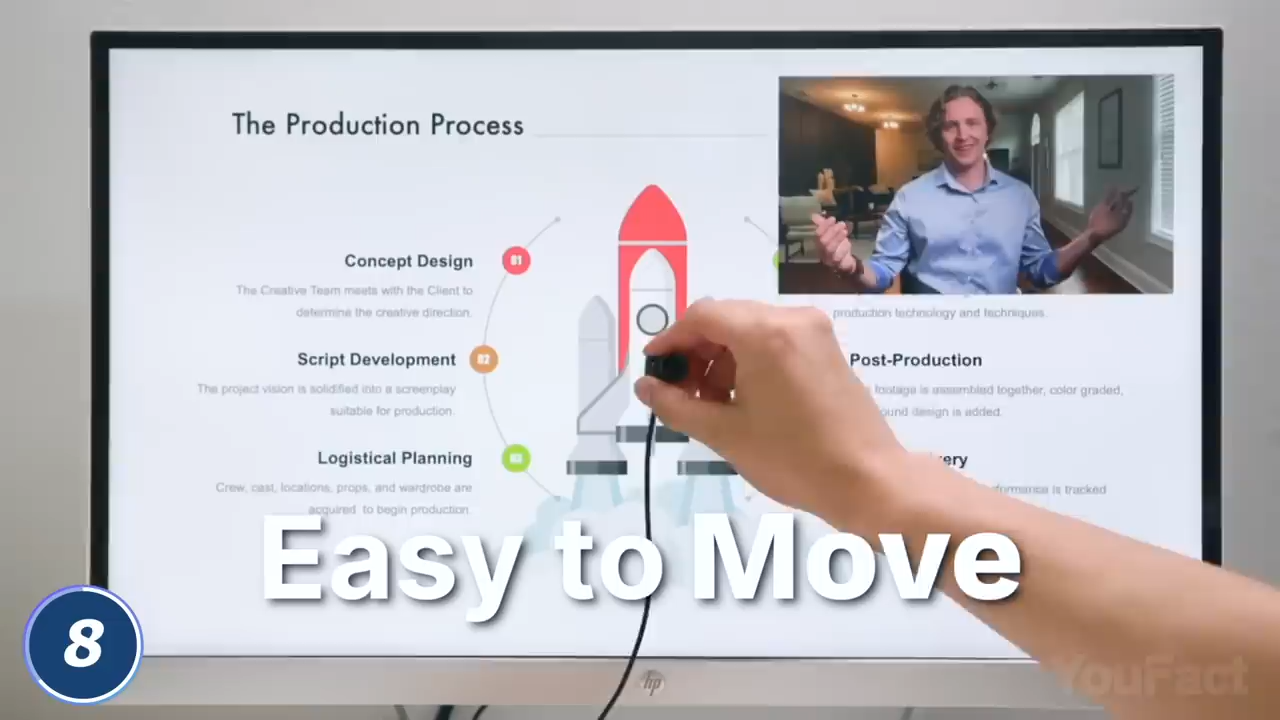 The Production Process
Concept Design
01
The Creative Team meets with the Client to
determine the creative direction.
production technology and techniques.
Script Development
02
Post-Production
The project vision is solidified into a screenplay
suitable for production.
footage is assembled together, color graded,
design is added.
Logistical Planning
Crew, cast, locations, props, and wardrobe are
acquired to begin production.
is tracked
Easy to Move
8
hp
YouFact